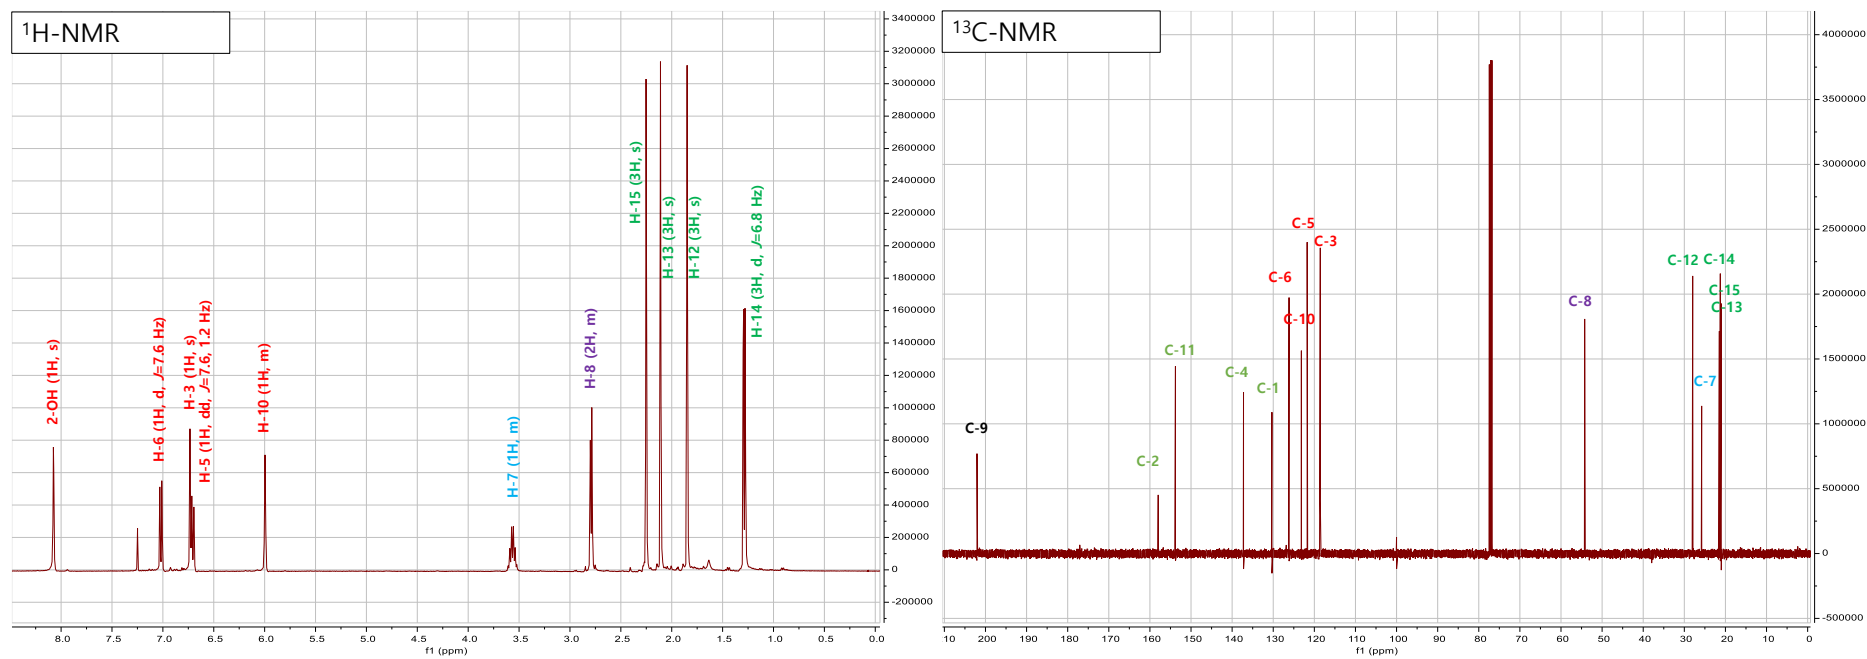 ¹H-NMR
2-OH (1H, s)
H-6 (1H, d, J=7.6 Hz)
H-3 (1H, s)
H-5 (1H, dd, J=7.6, 1.2 Hz)
H-10 (1H, m)
H-7 (1H, m)
H-8 (2H, m)
H-15 (3H, s)
H-13 (3H, s)
H-12 (3H, s)
H-14 (3H, d, J=6.8 Hz)
3400000
3200000
3000000
2800000
2600000
2400000
2200000
2000000
1800000
1600000
1400000
1200000
1000000
800000
600000
400000
200000
0
-200000
8.0 7.5 7.0 6.5 6.0 5.5 5.0 4.5 4.0 3.5 3.0 2.5 2.0 1.5 1.0 0.5 0.0
f1 (ppm)
¹³C-NMR
C-9
C-2
C-11
C-4
C-1
C-6
C-10
C-5
C-3
C-8
C-12 C-14
C-15
C-13
C-7
4000000
3500000
3000000
2500000
2000000
1500000
1000000
500000
0
-500000
210 200 190 180 170 160 150 140 130 120 110 100 90 80 70 60 50 40 30 20 10 0
f1 (ppm)